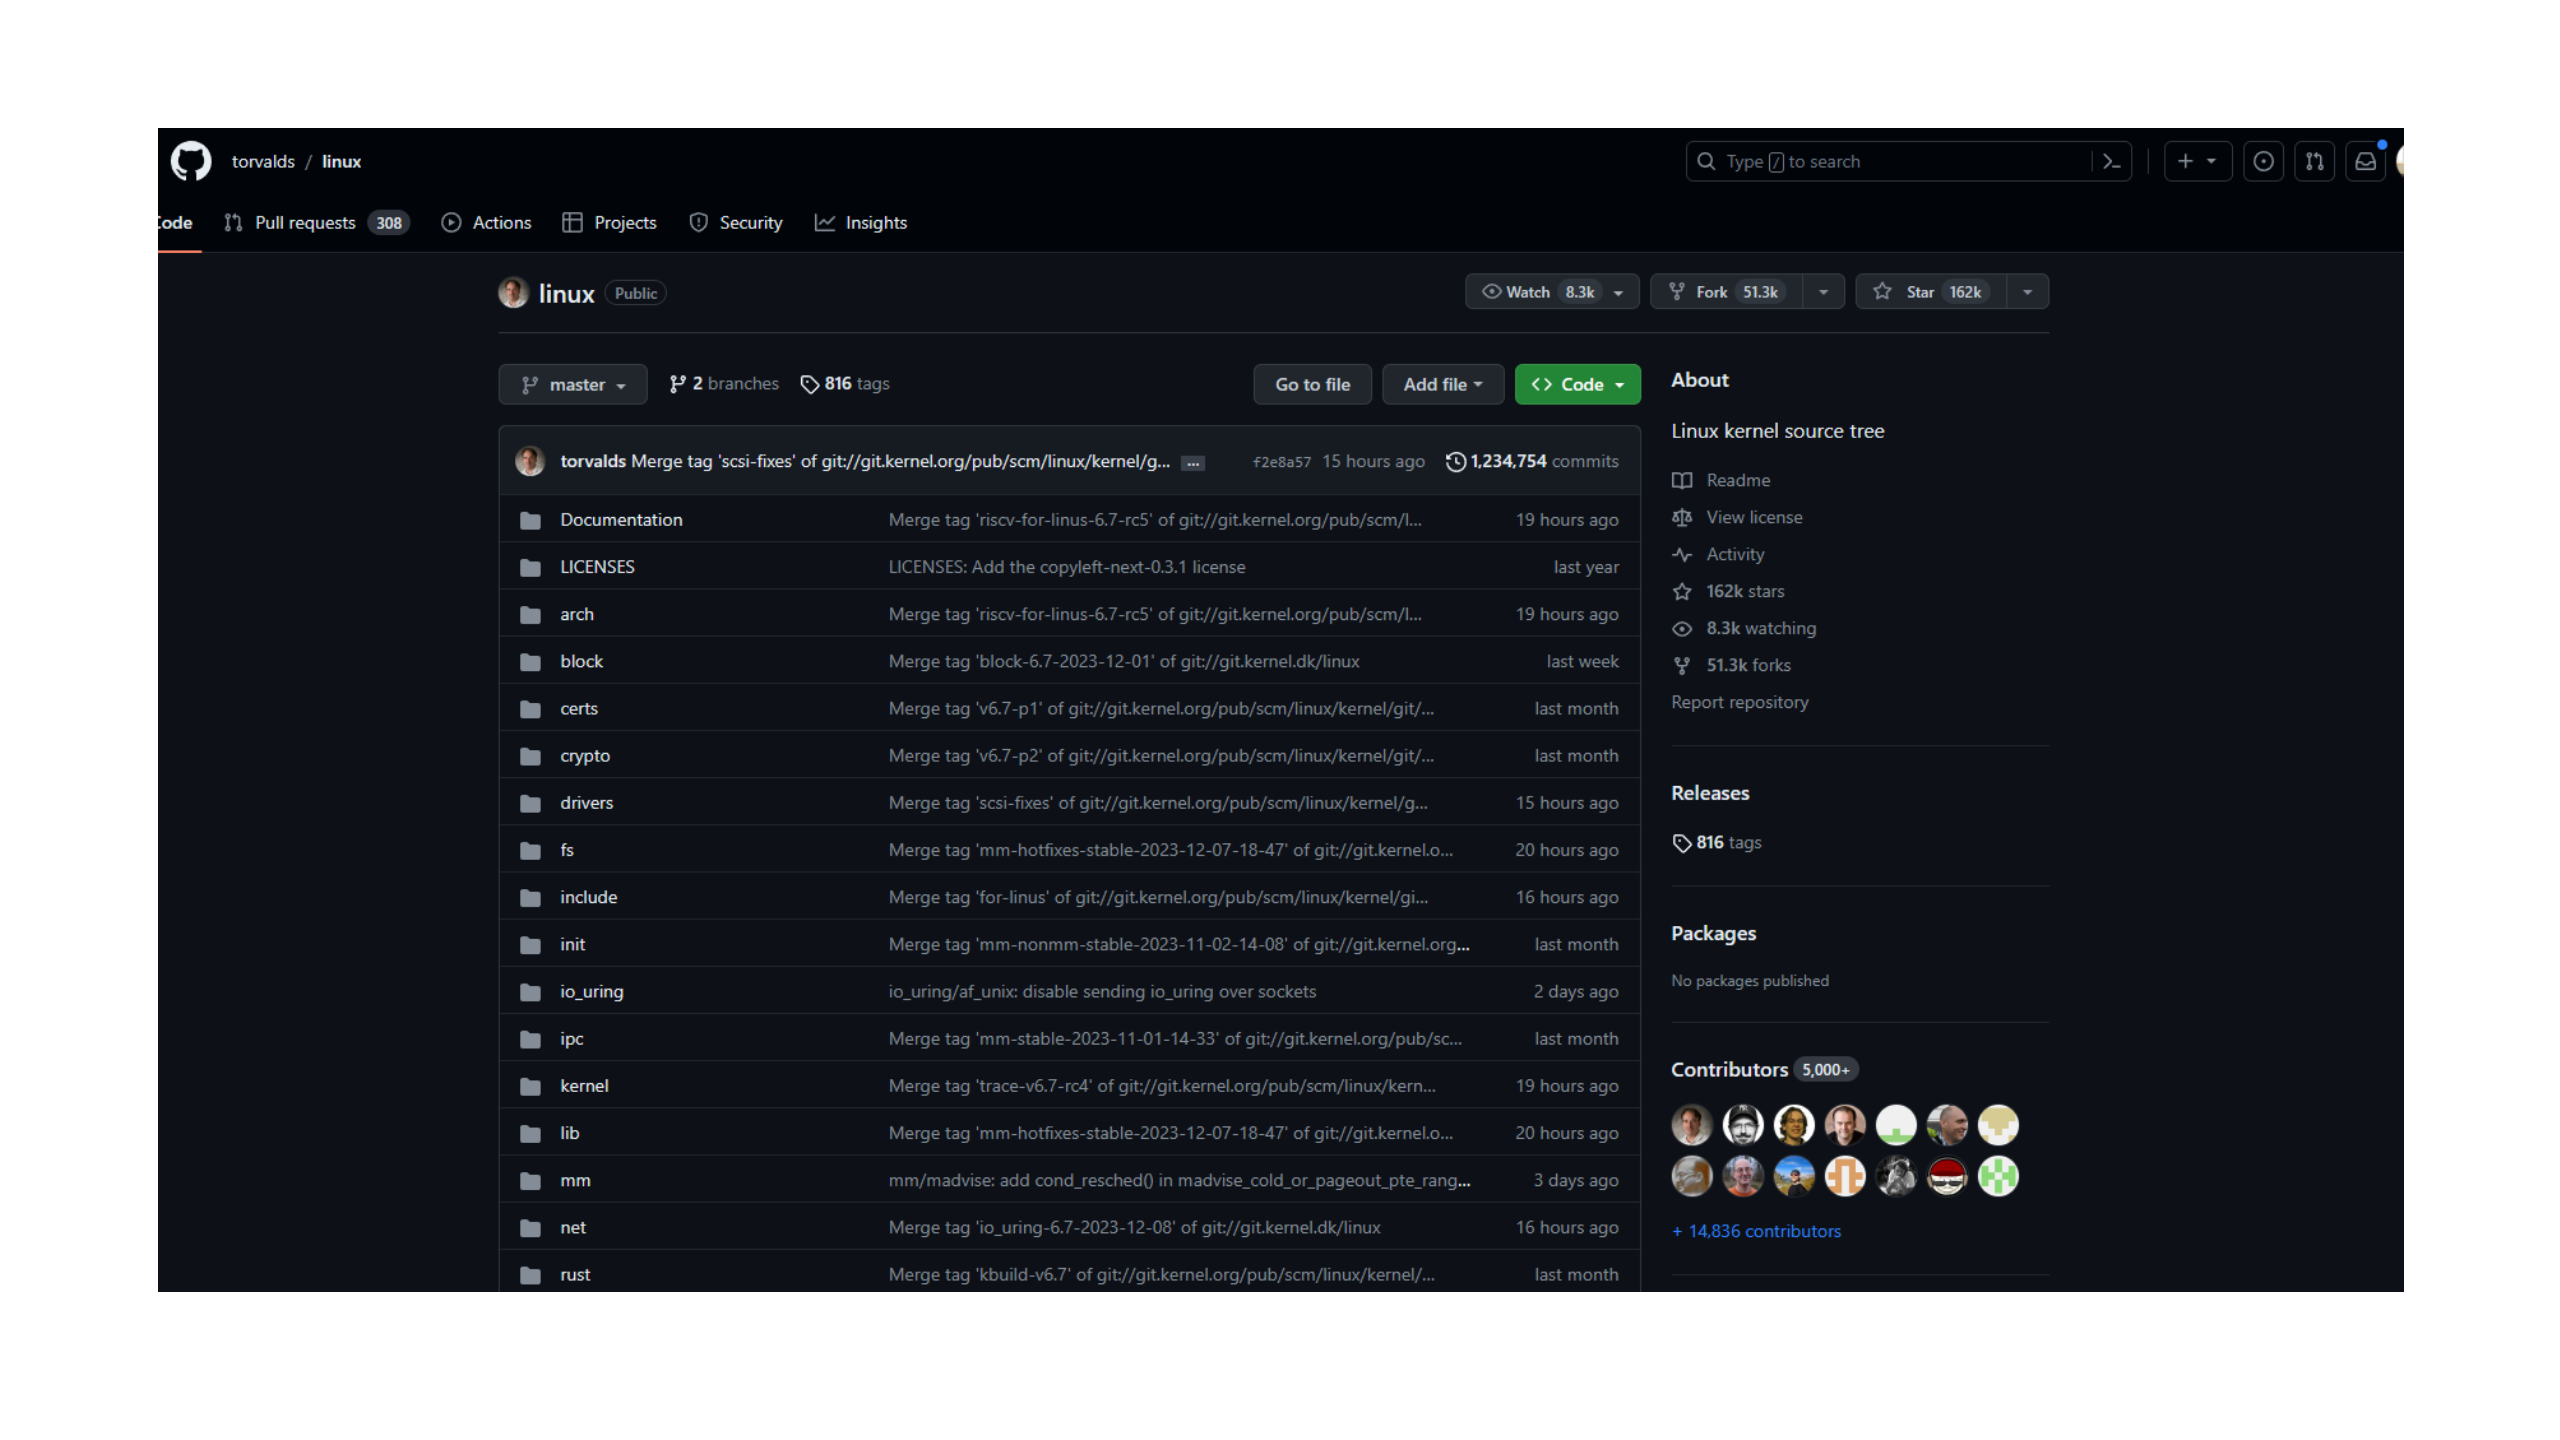 torvalds / linux
Type / to search
ode Pull requests 308 Actions Projects Security Insights
linux Public
Watch 8.3k Fork 51.3k Star 162k
master 2 branches 816 tags Go to file Add file <> Code
torvalds Merge tag 'scsi-fixes' of git://git.kernel.org/pub/scm/linux/kernel/g... ... f2e8a57 15 hours ago 1,234,754 commits
Documentation Merge tag 'riscv-for-linus-6.7-rc5' of git://git.kernel.org/pub/scm/l... 19 hours ago
LICENSES LICENSES: Add the copyleft-next-0.3.1 license last year
arch Merge tag 'riscv-for-linus-6.7-rc5' of git://git.kernel.org/pub/scm/l... 19 hours ago
block Merge tag 'block-6.7-2023-12-01' of git://git.kernel.dk/linux last week
certs Merge tag 'v6.7-p1' of git://git.kernel.org/pub/scm/linux/kernel/git/... last month
crypto Merge tag 'v6.7-p2' of git://git.kernel.org/pub/scm/linux/kernel/git/... last month
drivers Merge tag 'scsi-fixes' of git://git.kernel.org/pub/scm/linux/kernel/g... 15 hours ago
fs Merge tag 'mm-hotfixes-stable-2023-12-07-18-47' of git://git.kernel.o... 20 hours ago
include Merge tag 'for-linus' of git://git.kernel.org/pub/scm/linux/kernel/gi... 16 hours ago
init Merge tag 'mm-nonmm-stable-2023-11-02-14-08' of git://git.kernel.org... last month
io_uring io_uring/af_unix: disable sending io_uring over sockets 2 days ago
ipc Merge tag 'mm-stable-2023-11-01-14-33' of git://git.kernel.org/pub/sc... last month
kernel Merge tag 'trace-v6.7-rc4' of git://git.kernel.org/pub/scm/linux/kern... 19 hours ago
lib Merge tag 'mm-hotfixes-stable-2023-12-07-18-47' of git://git.kernel.o... 20 hours ago
mm mm/madvise: add cond_resched() in madvise_cold_or_pageout_pte_rang... 3 days ago
net Merge tag 'io_uring-6.7-2023-12-08' of git://git.kernel.dk/linux 16 hours ago
rust Merge tag 'kbuild-v6.7' of git://git.kernel.org/pub/scm/linux/kernel/... last month
About
Linux kernel source tree
Readme
View license
Activity
162k stars
8.3k watching
51.3k forks
Report repository
Releases
816 tags
Packages
No packages published
Contributors 5,000+
+ 14,836 contributors